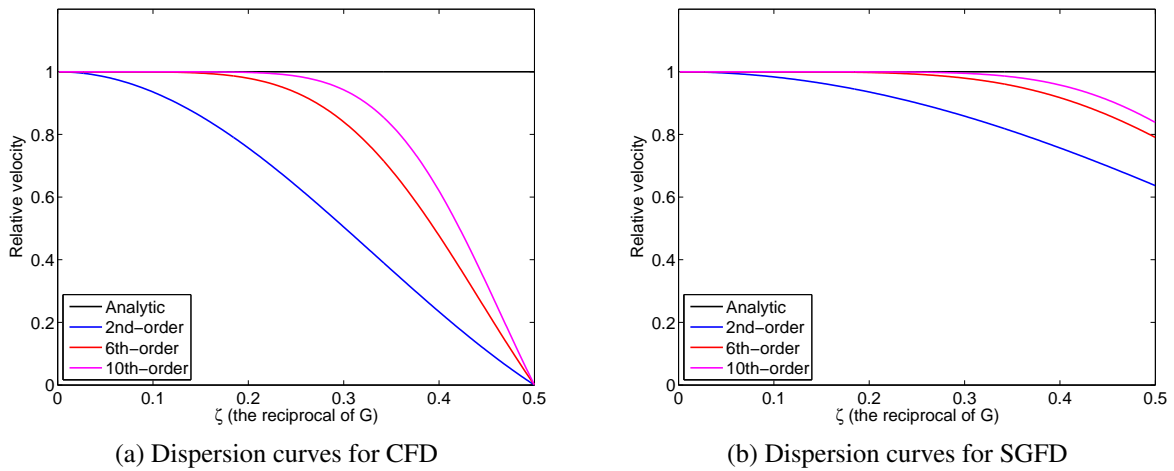 1
0.8
0.6
0.4
0.2
0
Relative velocity
Analytic
2nd-order
6th-order
10th-order
0 0.1 0.2 0.3 0.4 0.5
ζ (the reciprocal of G)
(a) Dispersion curves for CFD
1
0.8
0.6
0.4
0.2
0
Relative velocity
Analytic
2nd-order
6th-order
10th-order
0 0.1 0.2 0.3 0.4 0.5
ζ (the reciprocal of G)
(b) Dispersion curves for SGFD